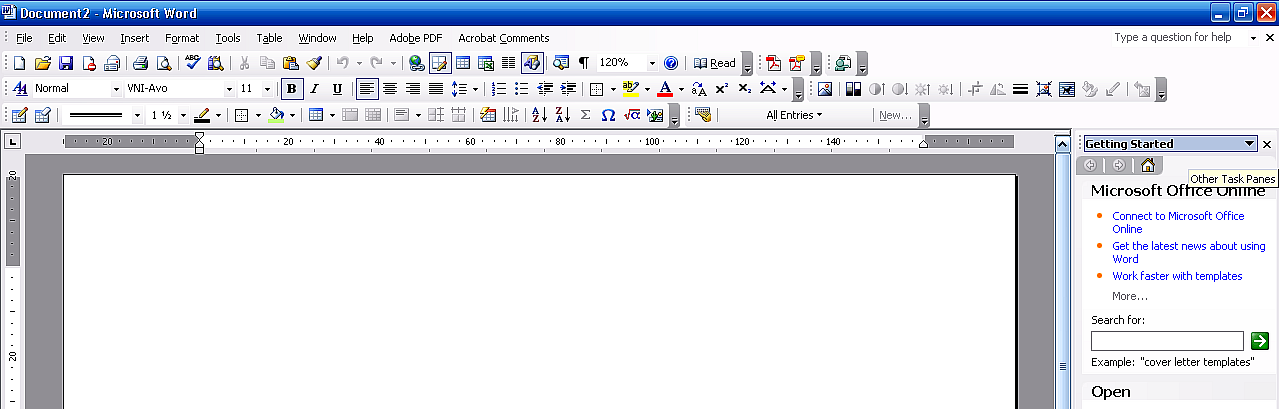 Document2 - Microsoft Word
File Edit View Insert Format Tools Table Window Help Adobe PDF Acrobat Comments Type a question for help
120% Read
Normal VNI-Avo 11 B I U
1 ½ All Entries New...
20 20 40 60 80 100 120 140
Getting Started
Other Task Panes
Microsoft Office Online
Connect to Microsoft Office
Online
Get the latest news about using
Word
Work faster with templates
More...
Search for:
Example: "cover letter templates"
Open
20
20